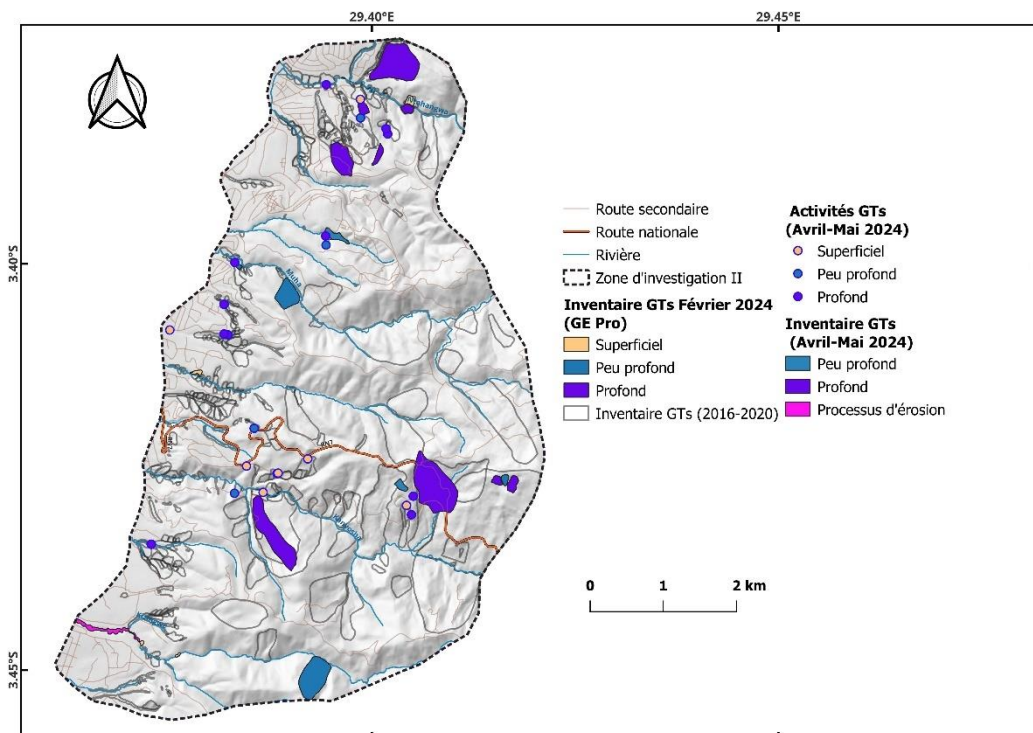 29.40°E
29.45°E
3.40°S
3.45°S
Muha
Route secondaire
Route nationale
Rivière
Zone d'investigation II
Inventaire GTs Février 2024
(GE Pro)
Superficiel
Peu profond
Profond
Inventaire GTs (2016-2020)
Activités GTs
(Avril-Mai 2024)
Superficiel
Peu profond
Profond
Inventaire GTs
(Avril-Mai 2024)
Peu profond
Profond
Processus d'érosion
0 1 2 km